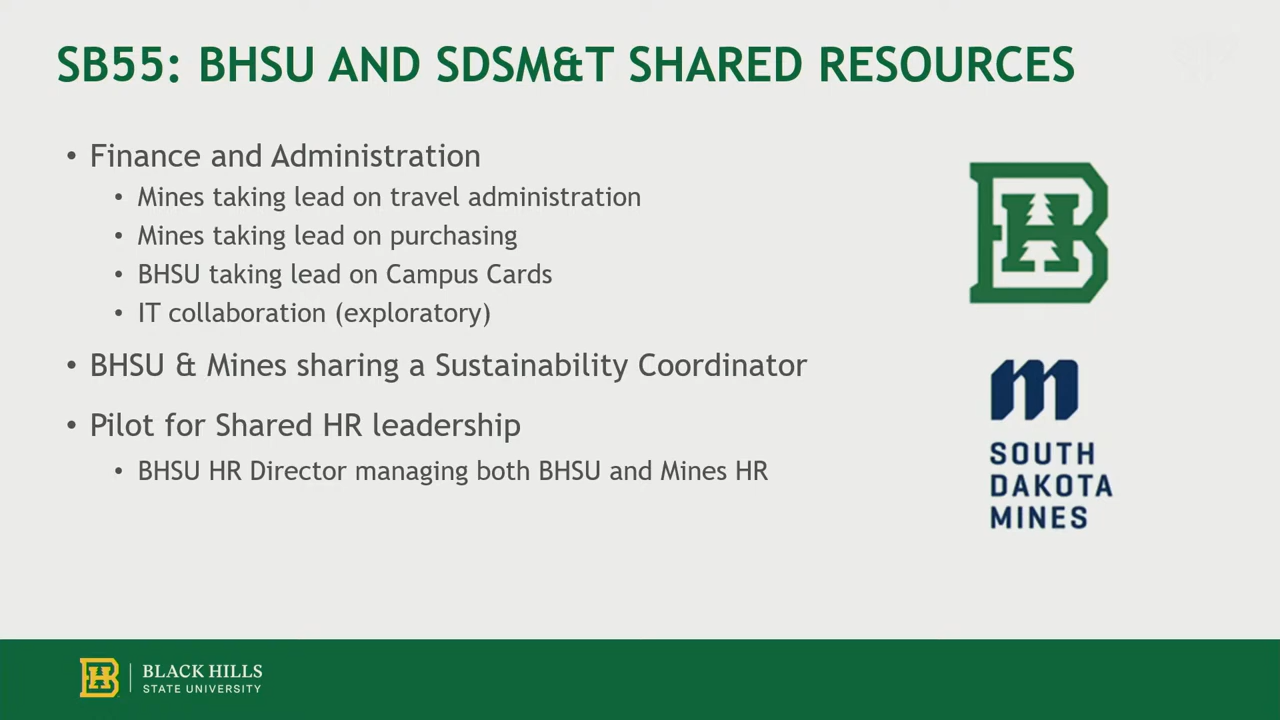 SB55: BHSU AND SDSM&T SHARED RESOURCES
• Finance and Administration
• Mines taking lead on travel administration
• Mines taking lead on purchasing
• BHSU taking lead on Campus Cards
• IT collaboration (exploratory)
• BHSU & Mines sharing a Sustainability Coordinator
• Pilot for Shared HR leadership
• BHSU HR Director managing both BHSU and Mines HR
BH
m
SOUTH
DAKOTA
MINES
BH
BLACK HILLS
STATE UNIVERSITY